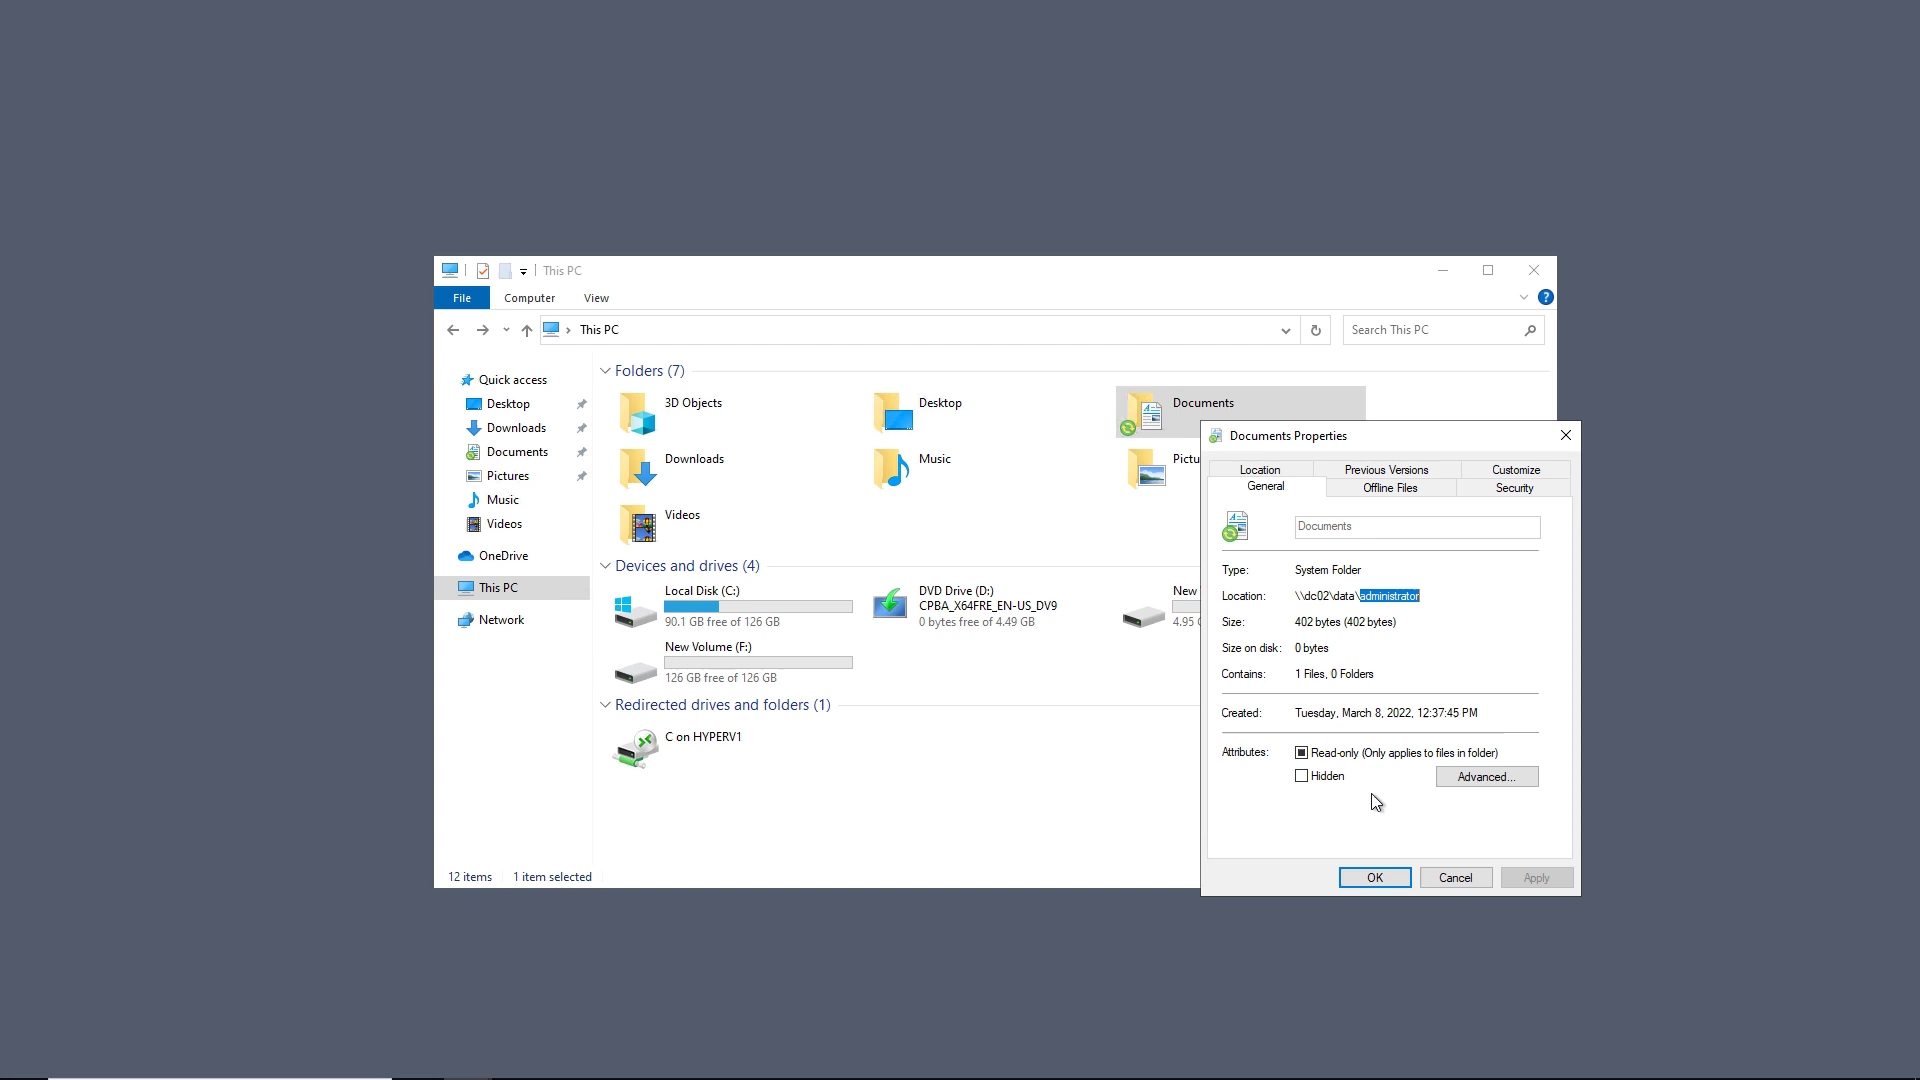 This PC
File
Computer
View
This PC
Search This PC
Quick access
Desktop
Downloads
Documents
Pictures
Music
Videos
OneDrive
This PC
Network
Folders (7)
3D Objects
Desktop
Documents
Downloads
Music
Pictu
Videos
Devices and drives (4)
Local Disk (C:)
90.1 GB free of 126 GB
DVD Drive (D:)
CPBA_X64FRE_EN-US_DV9
0 bytes free of 4.49 GB
New
4.95
New Volume (F:)
126 GB free of 126 GB
Redirected drives and folders (1)
C on HYPERV1
12 items
1 item selected
Documents Properties
Location
Previous Versions
Customize
General
Offline Files
Security
Documents
Type: System Folder
Location: \\dc02\data\administrator
Size: 402 bytes (402 bytes)
Size on disk: 0 bytes
Contains: 1 Files, 0 Folders
Created: Tuesday, March 8, 2022, 12:37:45 PM
Attributes: Read-only (Only applies to files in folder)
Hidden
Advanced...
OK
Cancel
Apply